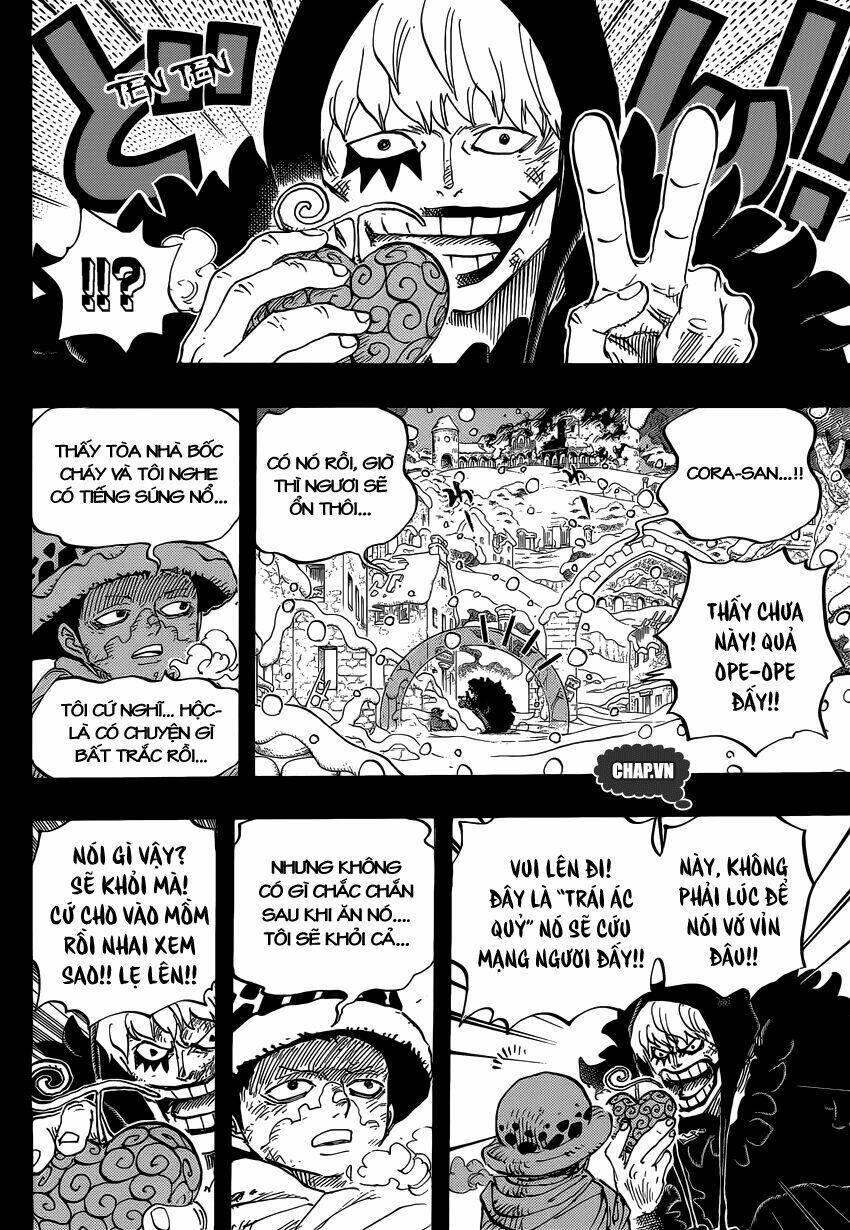 TÈN TEN
ドーン!!
!!?
CORA-SAN...!!
THẤY CHƯA
NÀY! QUẢ
OPE-OPE
ĐẤY!!
CÓ NÓ RỒI, GIỜ
THÌ NGƯƠI SẼ
ỔN THÔI...
THẤY TÒA NHÀ BỐC
CHÁY VÀ TÔI NGHE
CÓ TIẾNG SÚNG NỔ...
TÔI CỨ NGHĨ... HỘC-
LÀ CÓ CHUYỆN GÌ
BẤT TRẮC RỒI...
CHAP.VN
NÀY, KHÔNG
PHẢI LÚC ĐỂ
NÓI VỚ VỈN
ĐÂU!!
VUI LÊN ĐI!
ĐÂY LÀ "TRÁI ÁC
QUỶ" NÓ SẼ CỨU
MẠNG NGƯỜI ĐẤY!!
NHƯNG KHÔNG
CÓ GÌ CHẮC CHẮN
SAU KHI ĂN NÓ....
TÔI SẼ KHỎI CẢ...
NÓI GÌ VẬY?
SẼ KHỎI MÀ!
CỨ CHO VÀO MỒM
RỒI NHAI XEM
SAO!! LẸ LÊN!!